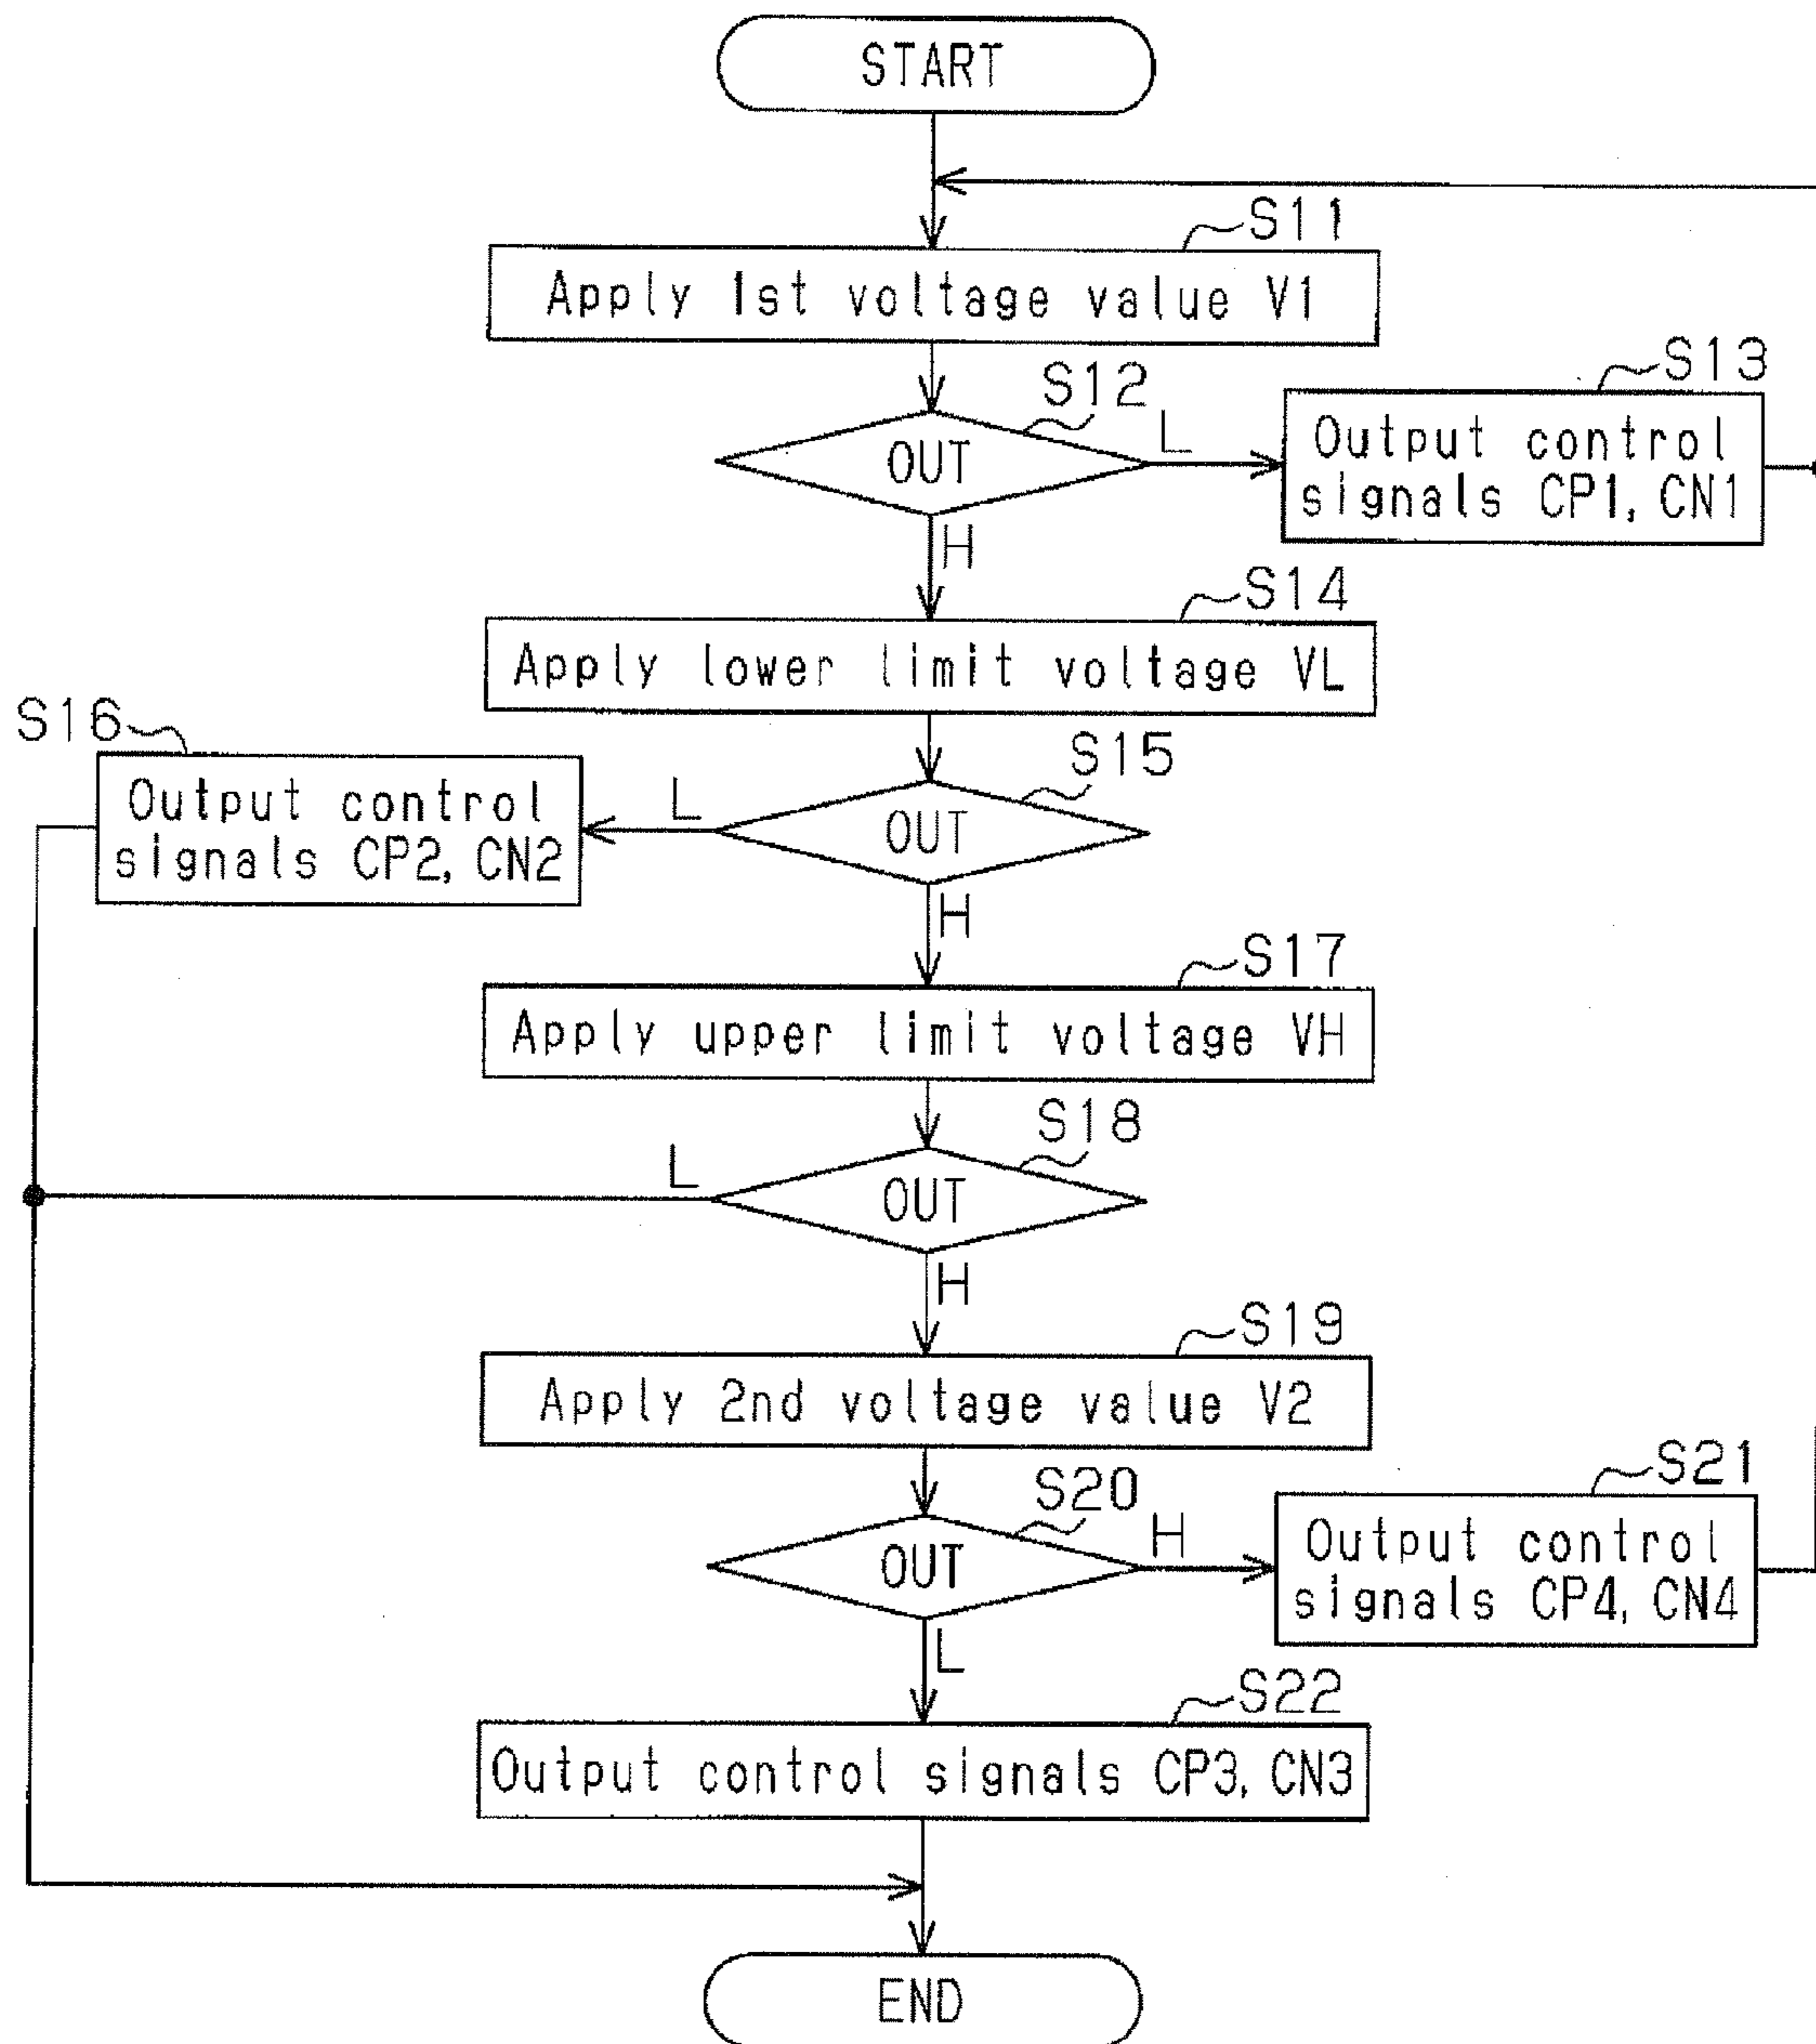 START
S11
Apply 1st voltage value V1
S12
OUT
L
H
S13
Output control
signals CP1, CN1
S14
Apply lower limit voltage VL
S15
OUT
L
H
S16
Output control
signals CP2, CN2
S17
Apply upper limit voltage VH
S18
OUT
L
H
S19
Apply 2nd voltage value V2
S20
OUT
H
L
S21
Output control
signals CP4, CN4
S22
Output control signals CP3, CN3
END